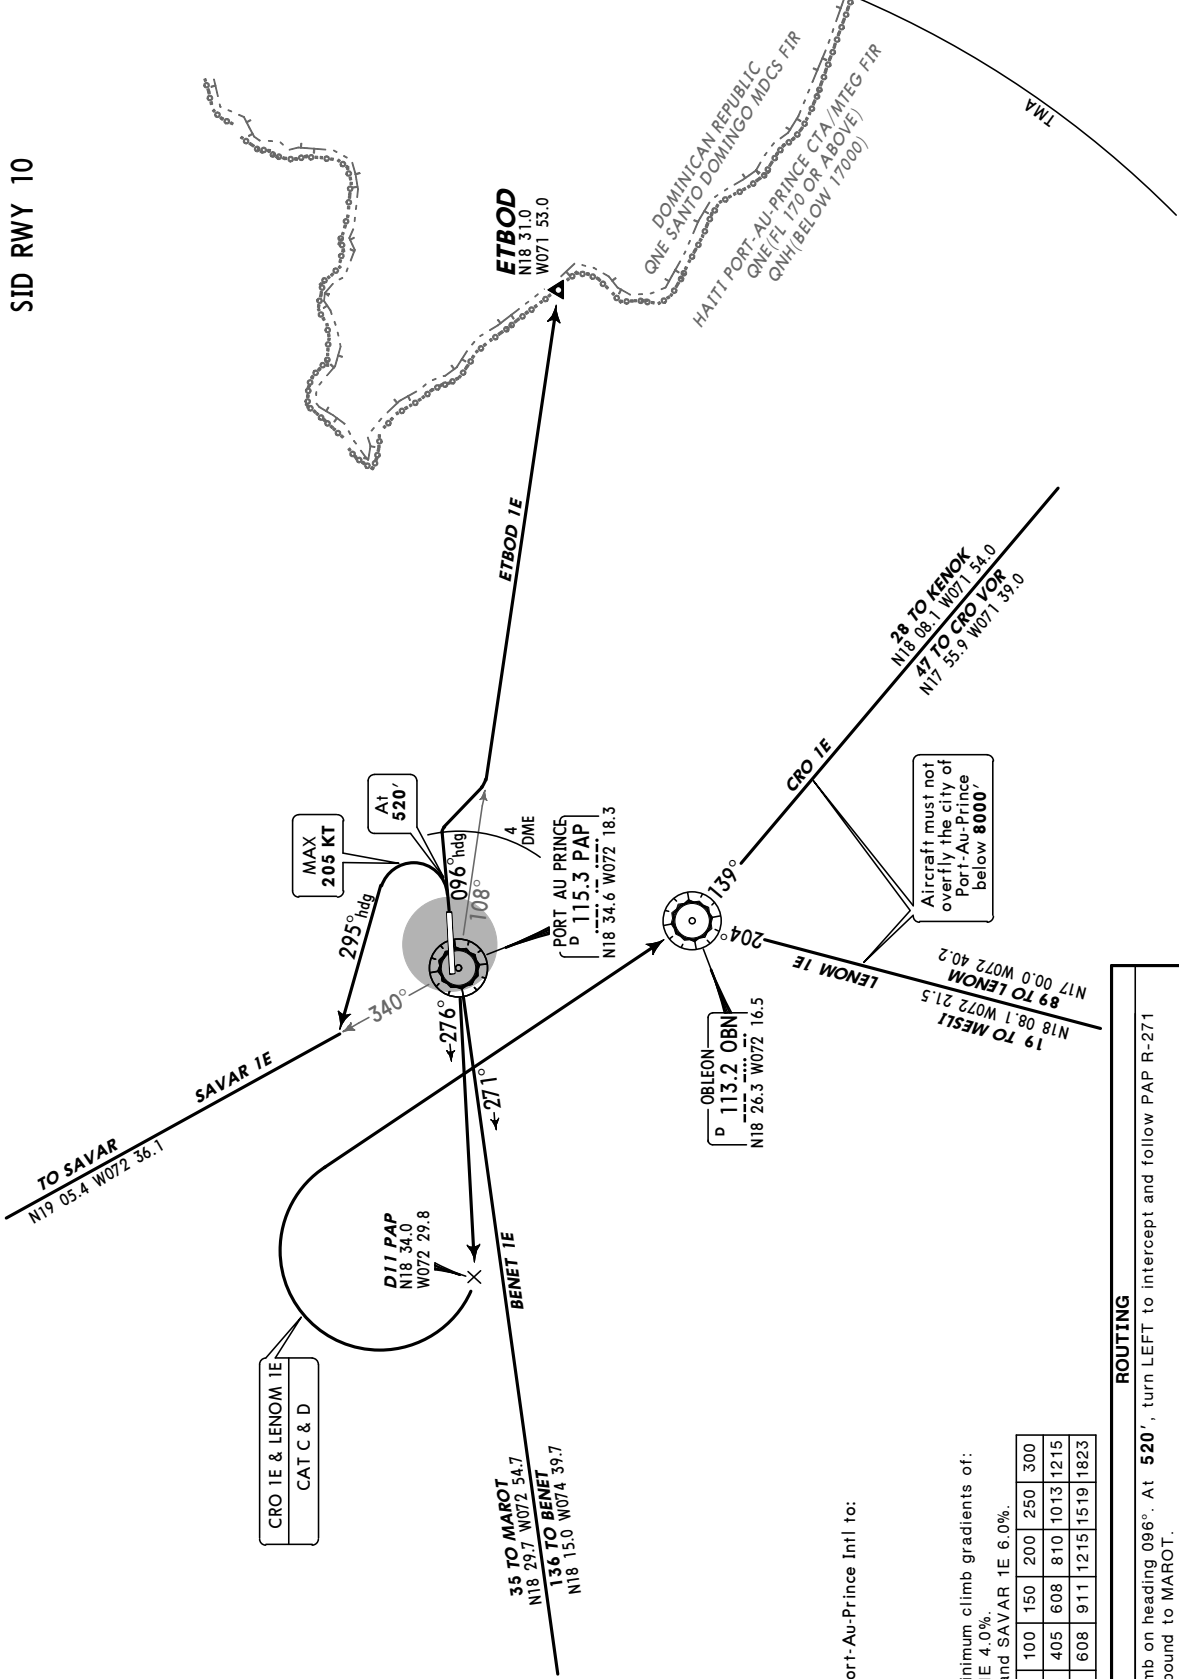 SID RWY 10
TMA
DOMINICAN REPUBLIC
QNE SANTO DOMINGO MDCS FIR
HAITI PORT-AU-PRINCE CTA/MTEG FIR
QNE(FL 170 OR ABOVE)
QNH(BELOW 17000)
ETBOD
N18 31.0
W071 53.0
ETBOD 1E
MAX
205 KT
At
520'
295° hdg
096° hdg
108°
4
DME
340°
SAVAR 1E
TO SAVAR
N19 05.4 W072 36.1
PORT AU PRINCE
D 115.3 PAP
N18 34.6 W072 18.3
276°
271°
D11 PAP
N18 34.0
W072 29.8
BENET 1E
CRO 1E & LENOM 1E
CAT C & D
35 TO MAROT
N18 29.7 W072 54.7
136 TO BENET
N18 15.0 W074 39.7
OBLEON
D 113.2 OBN
N18 26.3 W072 16.5
139°
CRO 1E
28 TO KENOK
N18 08.1 W071 54.0
47 TO CRO VOR
N17 55.9 W071 39.0
204°
LENOM 1E
19 TO MESLI
N18 08.1 W072 21.5
89 TO LENOM
N17 00.0 W072 40.2
Aircraft must not
overfly the city of
Port-Au-Prince
below 8000'
ort-Au-Prince Intl to:
nimum climb gradients of:
E 4.0%.
and SAVAR 1E 6.0%.
100 150 200 250 300
405 608 810 1013 1215
608 911 1215 1519 1823
ROUTING
mb on heading 096°. At 520', turn LEFT to intercept and follow PAP R-271
bound to MAROT.